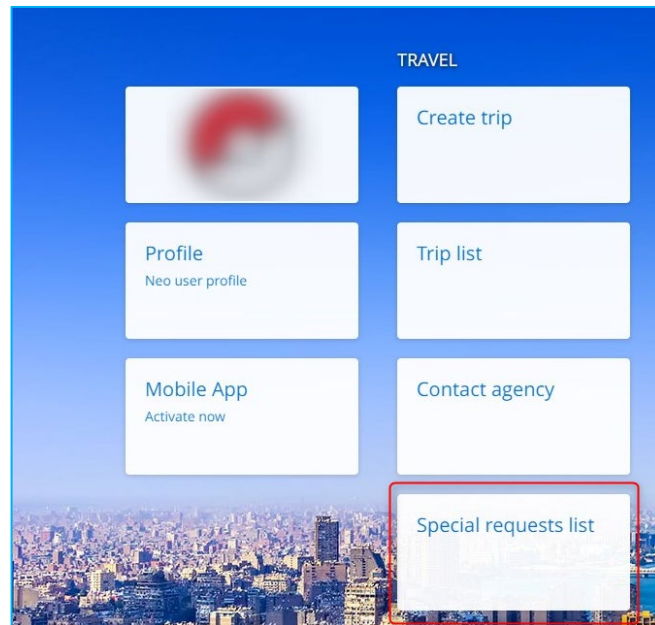 TRAVEL
Create trip
Profile
Neo user profile
Trip list
Mobile App
Activate now
Contact agency
Special requests list